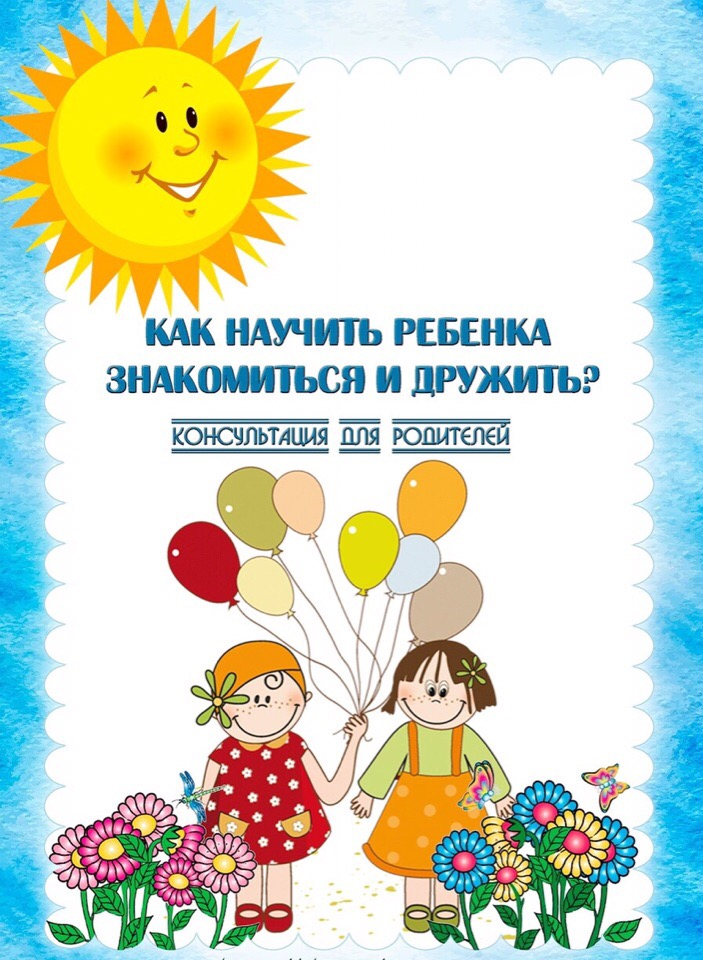 КАК НАУЧИТЬ РЕБЕНКА
ЗНАКОМИТЬСЯ И ДРУЖИТЬ?
КОНСУЛЬТАЦИЯ ДЛЯ РОДИТЕЛЕЙ